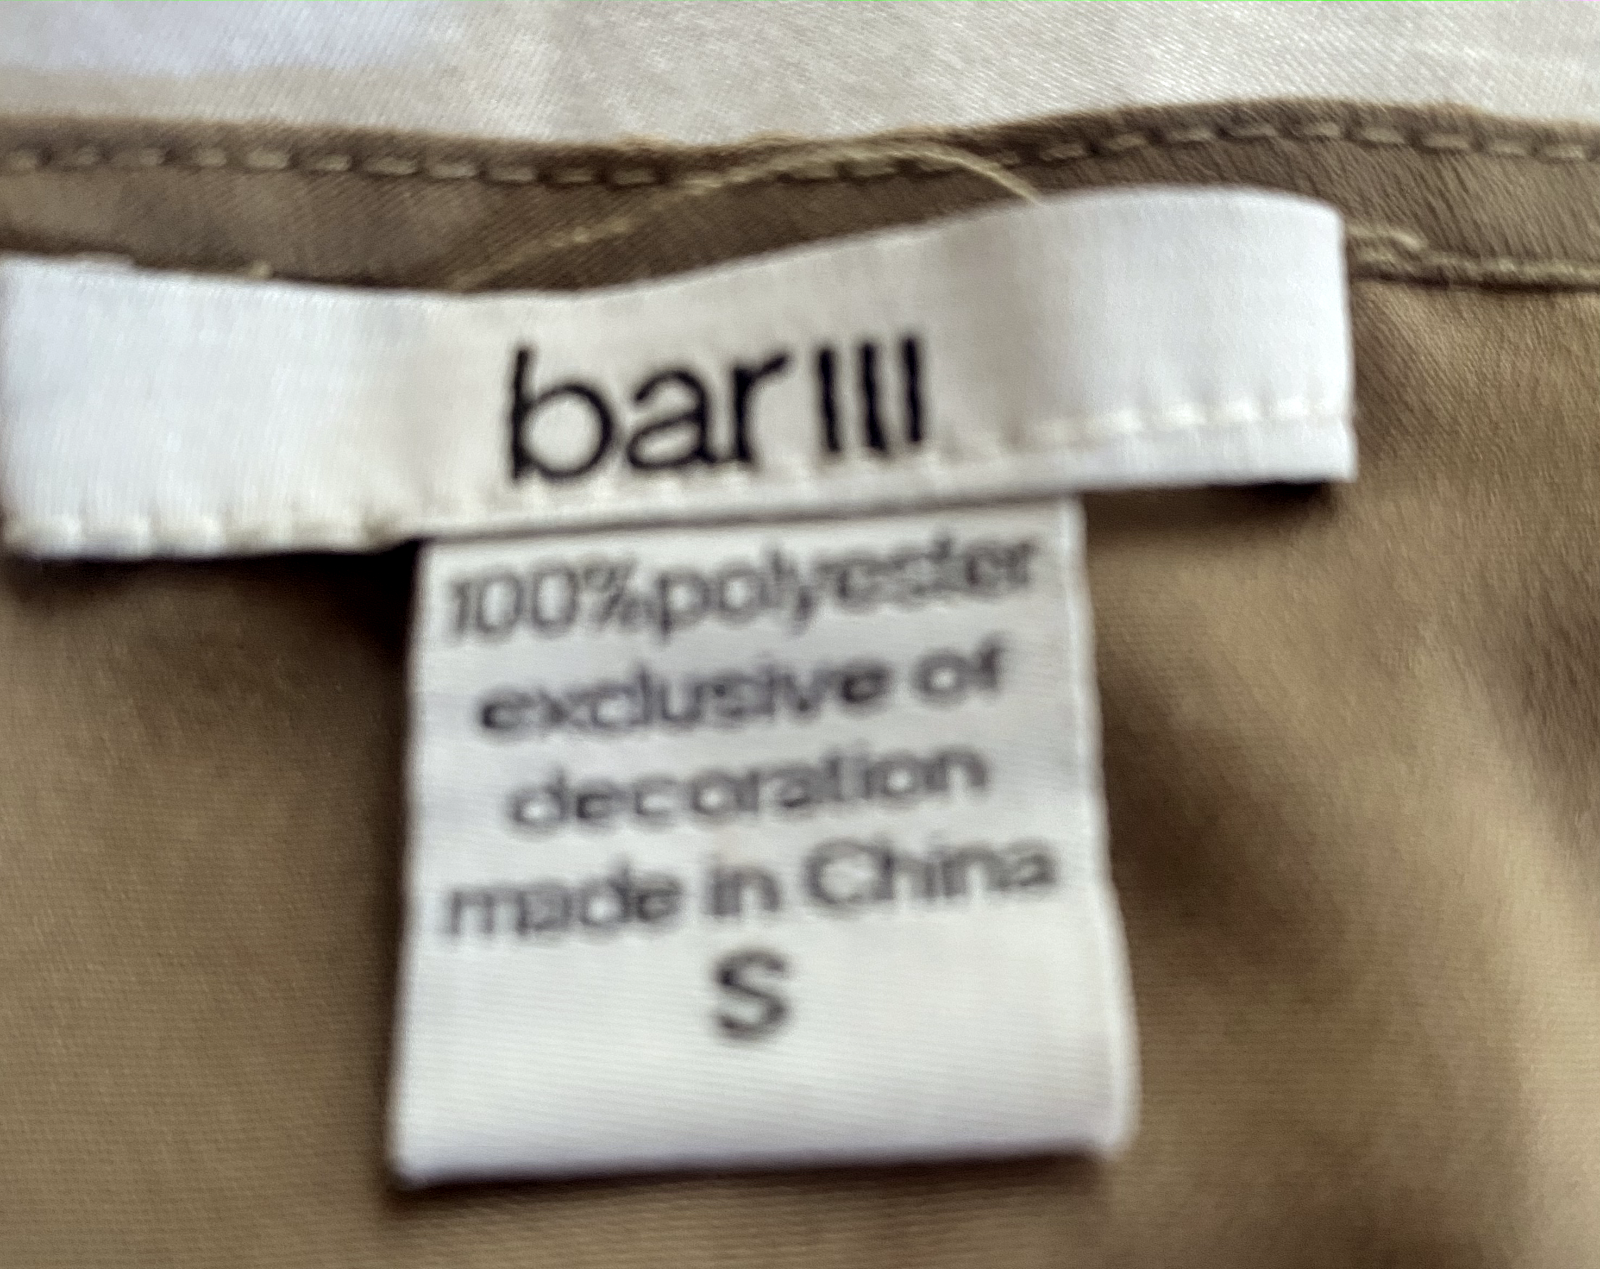 bar III
100% polyester
exclusive of
decoration
made in China
S